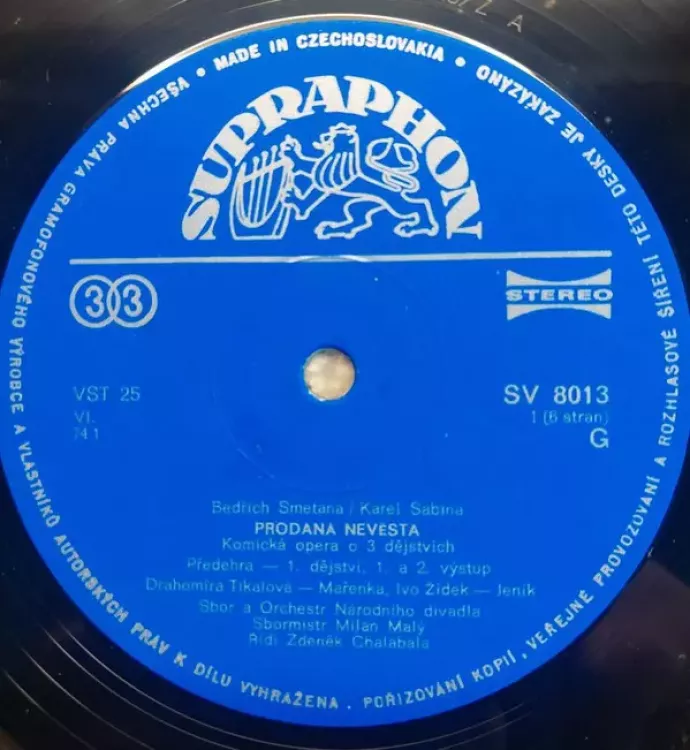 VŠECHNA PRÁVA GRAMOFONOVÉHO VÝROBCE A VLASTNÍKŮ AUTORSKÝCH PRÁV K DÍLU VYHRAŽENA. POŘIZOVÁNÍ KOPIÍ, VEŘEJNÉ PROVOZOVÁNÍ A ROZHLASOVÉ ŠÍŘENÍ TÉTO DESKY JE ZAKÁZÁNO • MADE IN CZECHOSLOVAKIA •
SUPRAPHON
33
STEREO
VST 25
VI.
74 1
SV 8013
1 (6 stran)
G
Bedřich Smetana / Karel Sabina
PRODANA NEVĚSTA
Komická opera o 3 dějstvích
Předehra — 1. dějství, 1. a 2. výstup
Drahomíra Tikalová — Mařenka, Ivo Žídek — Jeník
Sbor a Orchestr Národního divadla
Sbormistr Milan Malý
Řídí Zdeněk Chalabala